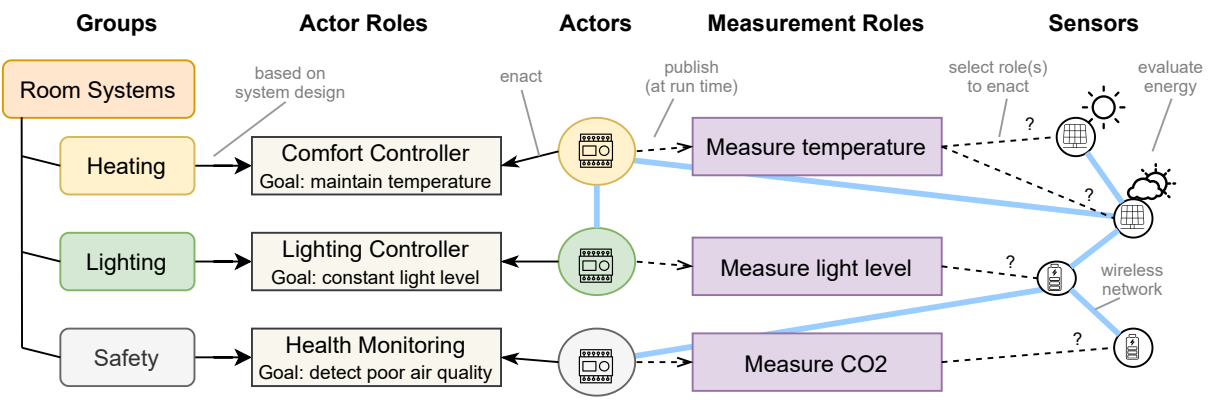 Groups
Actor Roles
Actors
Measurement Roles
Sensors
Room Systems
based on
system design
enact
publish
(at run time)
select role(s)
to enact
evaluate
energy
Heating
Comfort Controller
Goal: maintain temperature
Measure temperature
?
?
Lighting
Lighting Controller
Goal: constant light level
Measure light level
?
wireless
network
Safety
Health Monitoring
Goal: detect poor air quality
Measure CO2
?